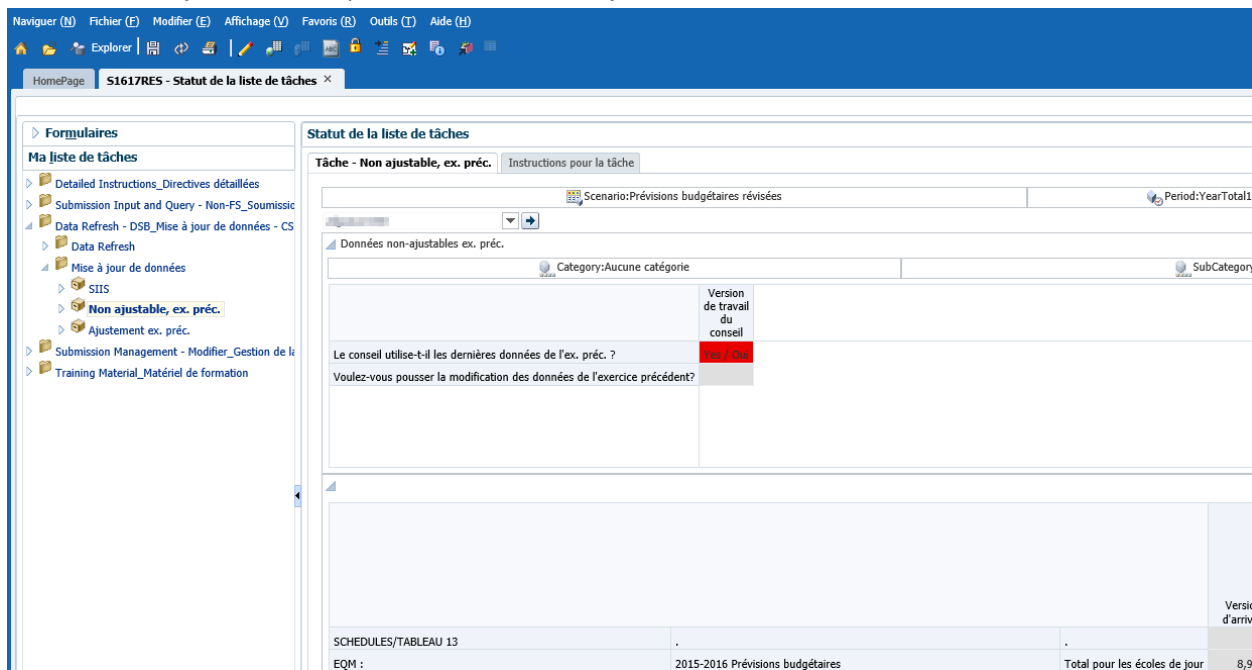 Naviguer (N) Fichier (F) Modifier (E) Affichage (V) Favoris (R) Outils (T) Aide (H)
Explorer
HomePage S1617RES - Statut de la liste de tâches ×
Formulaires
Ma liste de tâches
Detailed Instructions_Directives détaillées
Submission Input and Query - Non-FS_Soumissic
Data Refresh - DSB_Mise à jour de données - CS
Data Refresh
Mise à jour de données
SIIS
Non ajustable, ex. préc.
Ajustement ex. préc.
Submission Management - Modifier_Gestion de la
Training Material_Matériel de formation
Statut de la liste de tâches
Tâche - Non ajustable, ex. préc. Instructions pour la tâche
Scenario:Prévisions budgétaires révisées Period:YearTotal1
Données non-ajustables ex. préc.
Category:Aucune catégorie SubCategory
Version
de travail
du
conseil
Le conseil utilise-t-il les dernières données de l'ex. préc. ? Yes / Oui
Voulez-vous pousser la modification des données de l'exercice précédent?
Versio
d'arriv
SCHEDULES/TABLEAU 13 . .
EQM : 2015-2016 Prévisions budgétaires Total pour les écoles de jour 8,9